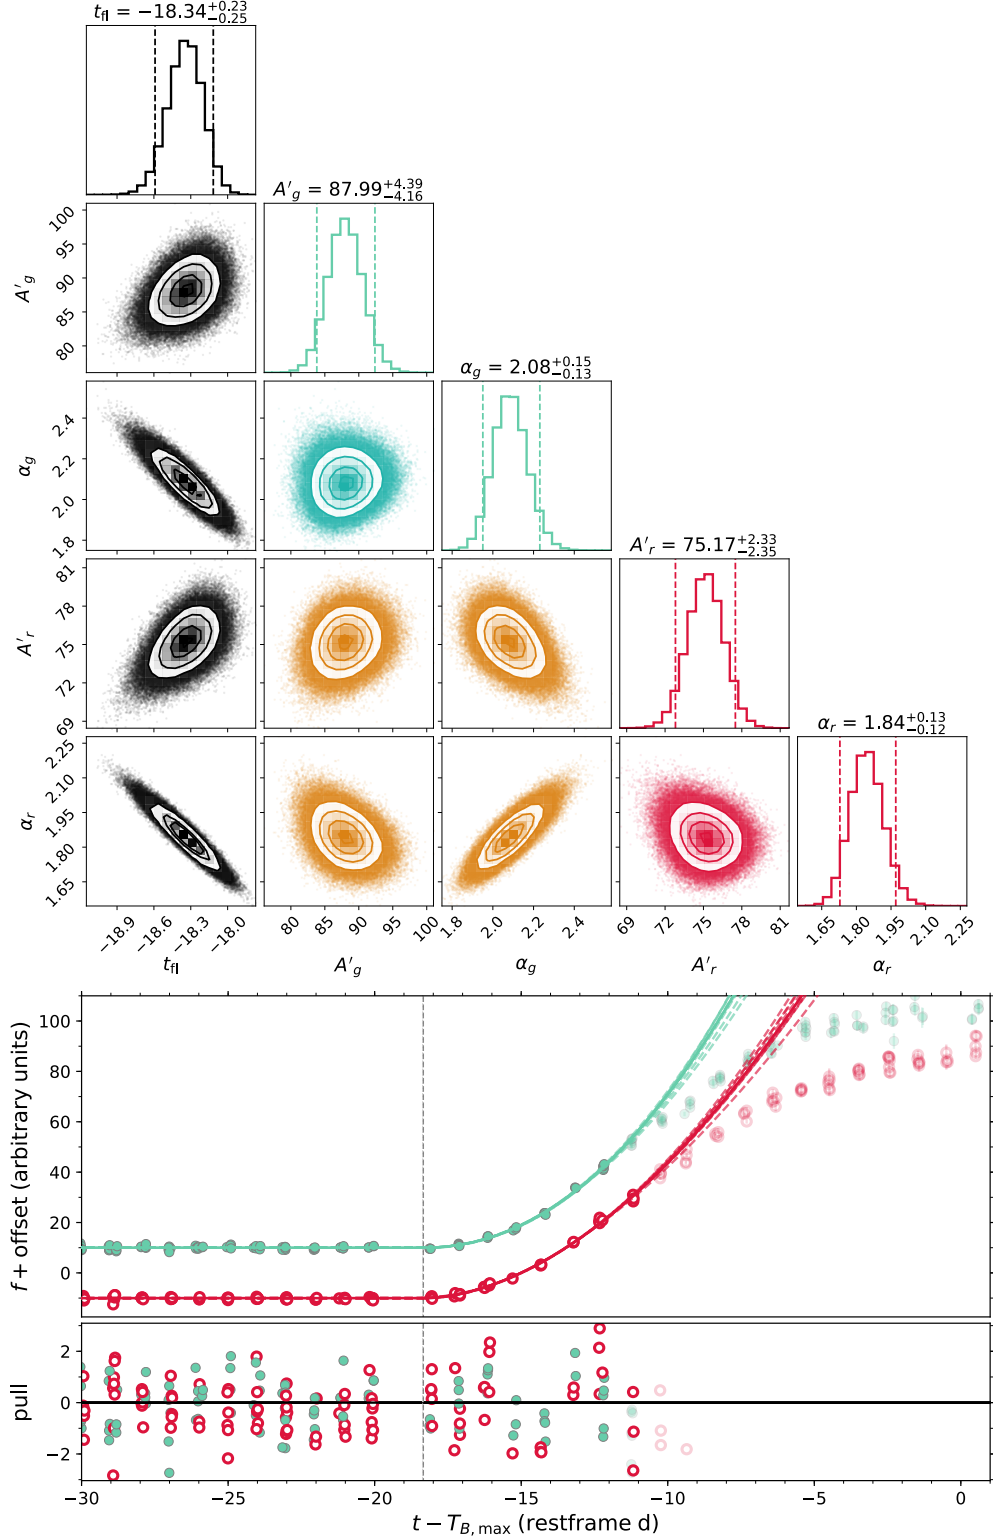 t_fl = −18.34 +0.23 −0.25
A′_g = 87.99 +4.39 −4.16
100
95
90
85
80
A′_g
α_g = 2.08 +0.15 −0.13
2.4
2.2
2.0
1.8
α_g
A′_r = 75.17 +2.33 −2.35
81
78
75
72
69
A′_r
α_r = 1.84 +0.13 −0.12
2.25
2.10
1.95
1.80
1.65
α_r
−18.9 −18.6 −18.3 −18.0 80 85 90 95 100 1.8 2.0 2.2 2.4 69 72 75 78 81 1.65 1.80 1.95 2.10 2.25
t_fl A′_g α_g A′_r α_r
100
80
60
40
20
0
f + offset (arbitrary units)
2
0
−2
pull
−30 −25 −20 −15 −10 −5 0
t − T_B,max (restframe d)